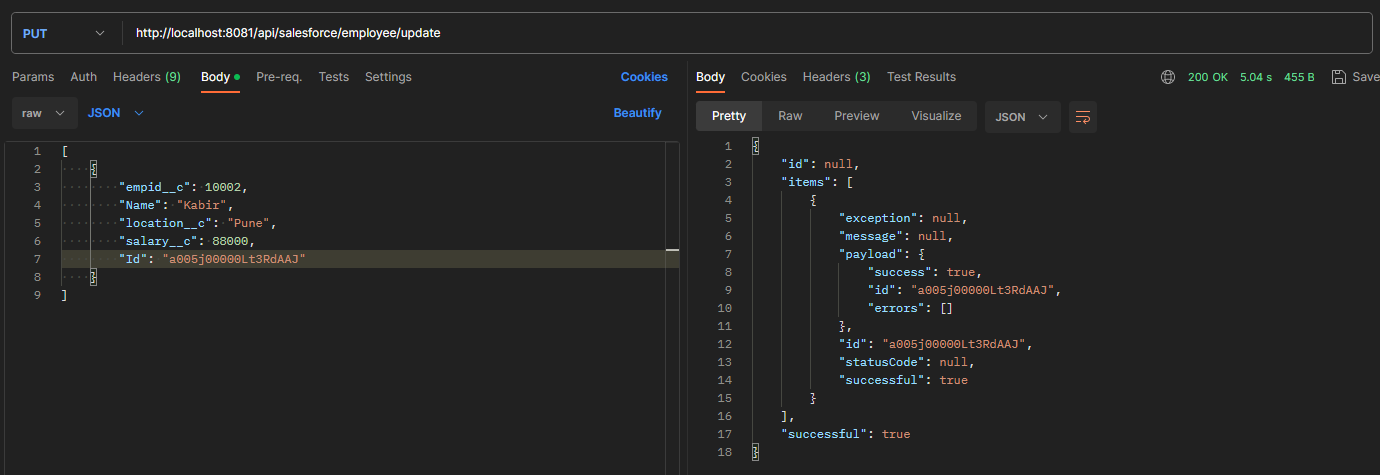 PUT http://localhost:8081/api/salesforce/employee/update
Params Auth Headers (9) Body Pre-req. Tests Settings Cookies
raw JSON Beautify
1 [
2 {
3 "empid__c": 10002,
4 "Name": "Kabir",
5 "location__c": "Pune",
6 "salary__c": 88000,
7 "Id": "a005j00000Lt3RdAAJ"
8 }
9 ]
Body Cookies Headers (3) Test Results 200 OK 5.04 s 455 B Save
Pretty Raw Preview Visualize JSON
1 {
2 "id": null,
3 "items": [
4 {
5 "exception": null,
6 "message": null,
7 "payload": {
8 "success": true,
9 "id": "a005j00000Lt3RdAAJ",
10 "errors": []
11 },
12 "id": "a005j00000Lt3RdAAJ",
13 "statusCode": null,
14 "successful": true
15 }
16 ],
17 "successful": true
18 }